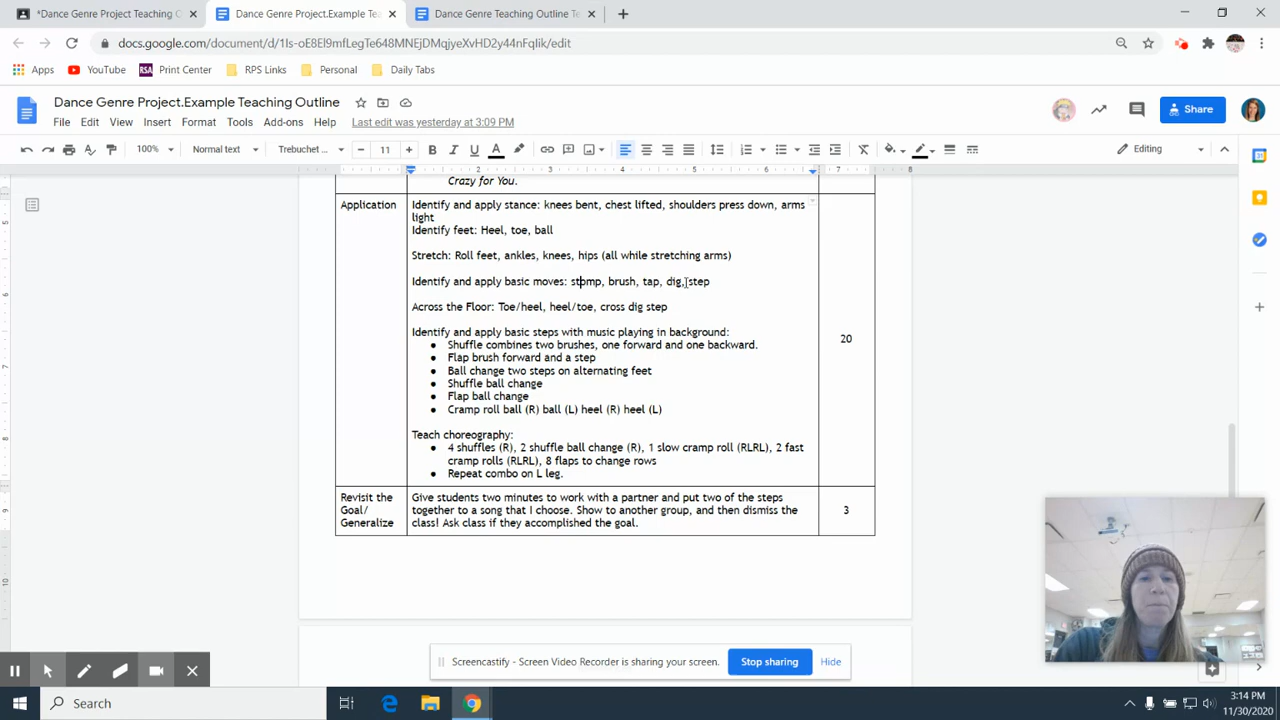 *Dance Genre Project Teaching C
Dance Genre Project.Example Tea
Dance Genre Teaching Outline Te
docs.google.com/document/d/1Is-oE8El9mfLegTe648MNEjDMqjyeXvHD2y44nFqlik/edit
Apps YouTube RSA Print Center RPS Links Personal Daily Tabs
Dance Genre Project.Example Teaching Outline
File Edit View Insert Format Tools Add-ons Help Last edit was yesterday at 3:09 PM
Share
100% Normal text Trebuchet ... 11 B I U A Editing
1 2 3 4 5 6 7 8
Crazy for You.
Application
Identify and apply stance: knees bent, chest lifted, shoulders press down, arms
light
Identify feet: Heel, toe, ball
Stretch: Roll feet, ankles, knees, hips (all while stretching arms)
Identify and apply basic moves: stomp, brush, tap, dig, step
Across the Floor: Toe/heel, heel/toe, cross dig step
Identify and apply basic steps with music playing in background:
● Shuffle combines two brushes, one forward and one backward.
● Flap brush forward and a step
● Ball change two steps on alternating feet
● Shuffle ball change
● Flap ball change
● Cramp roll ball (R) ball (L) heel (R) heel (L)
Teach choreography:
● 4 shuffles (R), 2 shuffle ball change (R), 1 slow cramp roll (RLRL), 2 fast
cramp rolls (RLRL), 8 flaps to change rows
● Repeat combo on L leg.
20
Revisit the
Goal/
Generalize
Give students two minutes to work with a partner and put two of the steps
together to a song that I choose. Show to another group, and then dismiss the
class! Ask class if they accomplished the goal.
3
Screencastify - Screen Video Recorder is sharing your screen. Stop sharing Hide
Search
3:14 PM
11/30/2020